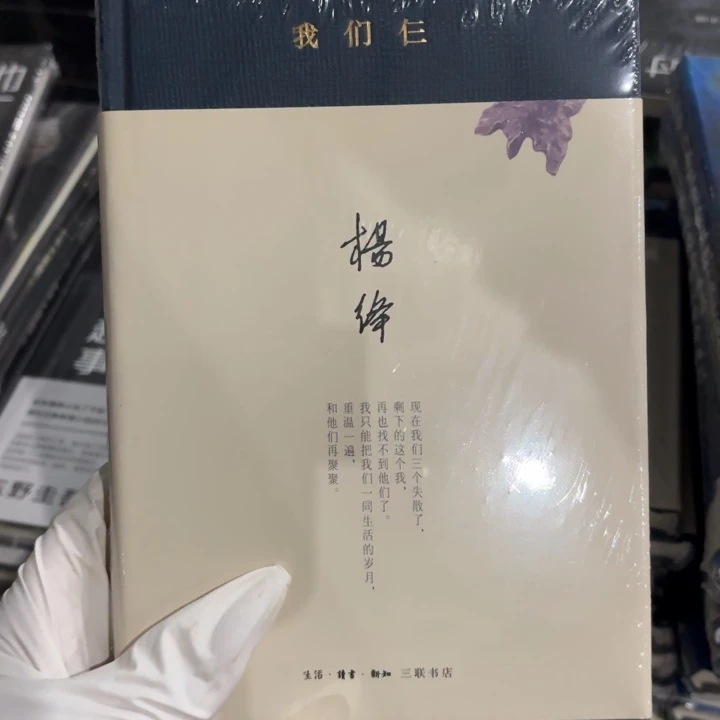 我们仨
杨绛
现在我们三个失散了，
剩下的这个我，
再也找不到他们了。
我只能把我们一同生活的岁月，
重温一遍，
和他们再聚聚。
生活·讀書·新知 三联书店